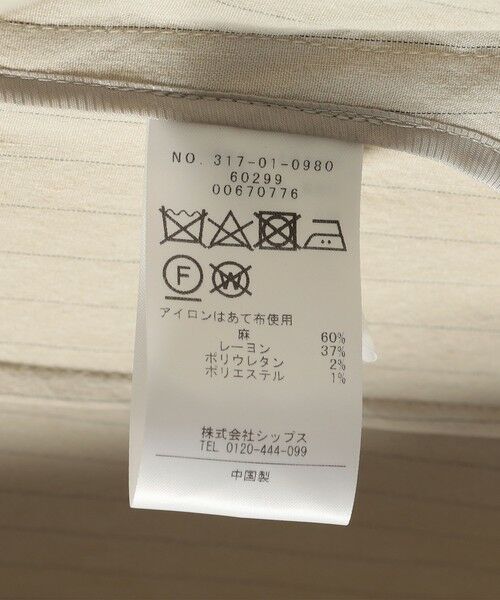 NO. 317-01-0980
60299
00670776
F W
アイロンはあて布使用
麻 60%
レーヨン 37%
ポリウレタン 2%
ポリエステル 1%
株式会社シップス
TEL 0120-444-099
中国製